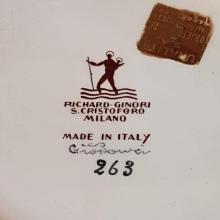 RICHARD-GINORI
S. CRISTOFORO
MILANO
MADE IN ITALY
263